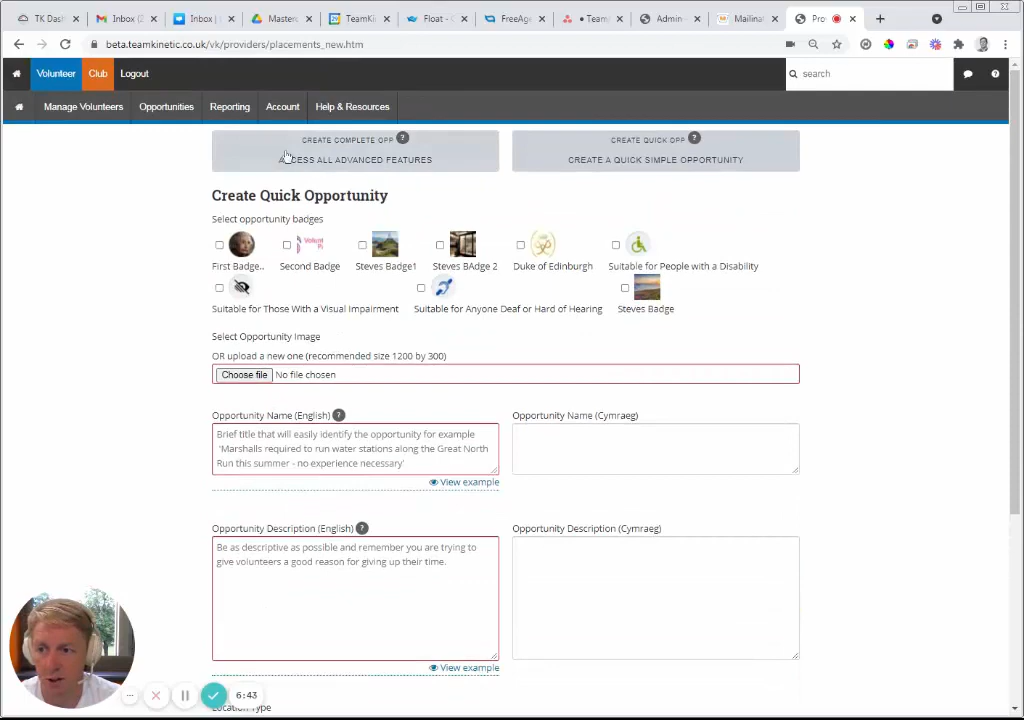 TK Dash
Inbox (2
Inbox |
Masterc
TeamKi
Float - C
FreeAge
• Team
Admin -
Mailinat
Pro
beta.teamkinetic.co.uk/vk/providers/placements_new.htm
Volunteer
Club
Logout
search
Manage Volunteers
Opportunities
Reporting
Account
Help & Resources
CREATE COMPLETE OPP ?
CREATE QUICK OPP ?
ACCESS ALL ADVANCED FEATURES
CREATE A QUICK SIMPLE OPPORTUNITY
Create Quick Opportunity
Select opportunity badges
First Badge..
Second Badge
Steves Badge1
Steves BAdge 2
Duke of Edinburgh
Suitable for People with a Disability
Suitable for Those With a Visual Impairment
Suitable for Anyone Deaf or Hard of Hearing
Steves Badge
Select Opportunity Image
OR upload a new one (recommended size 1200 by 300)
Choose file No file chosen
Opportunity Name (English) ?
Opportunity Name (Cymraeg)
Brief title that will easily identify the opportunity for example
'Marshalls required to run water stations along the Great North
Run this summer - no experience necessary'
View example
Opportunity Description (English) ?
Opportunity Description (Cymraeg)
Be as descriptive as possible and remember you are trying to
give volunteers a good reason for giving up their time.
View example
6:43
Location Type